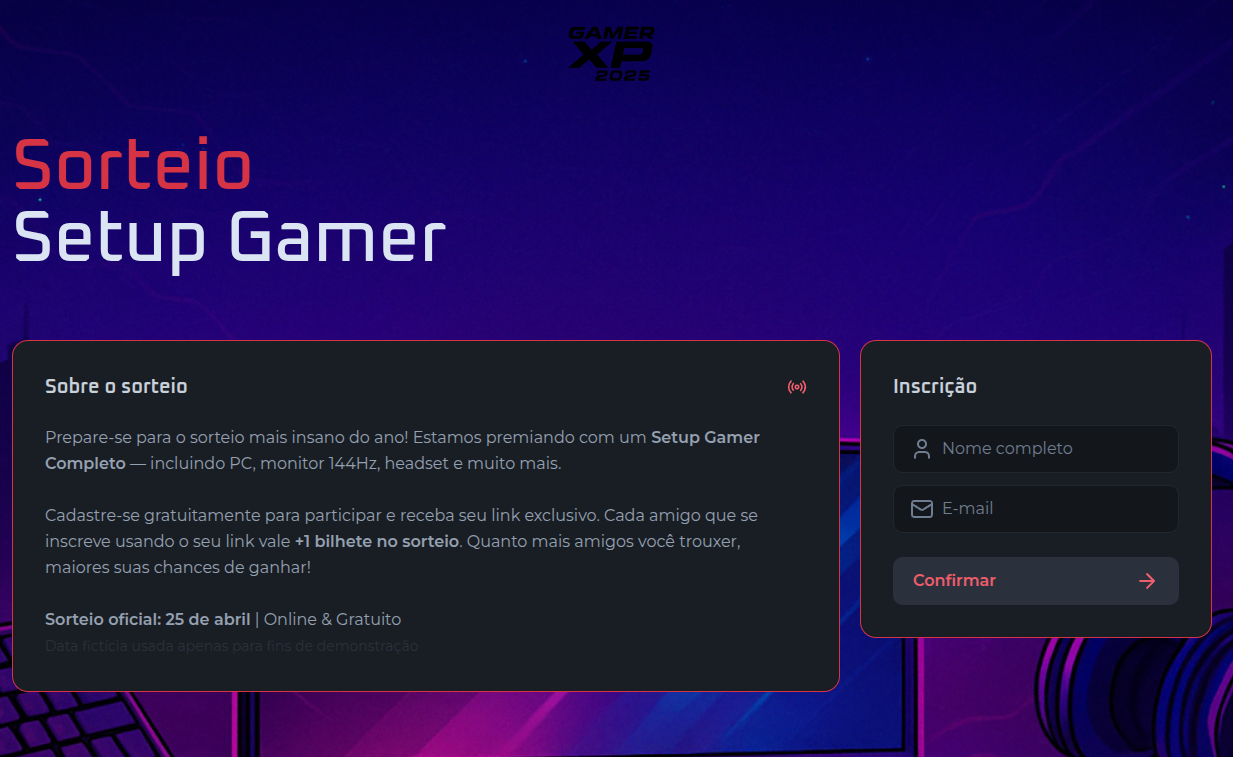 GAMER
XP
2025
Sorteio
Setup Gamer
Sobre o sorteio
Prepare-se para o sorteio mais insano do ano! Estamos premiando com um Setup Gamer
Completo — incluindo PC, monitor 144Hz, headset e muito mais.
Cadastre-se gratuitamente para participar e receba seu link exclusivo. Cada amigo que se
inscreve usando o seu link vale +1 bilhete no sorteio. Quanto mais amigos você trouxer,
maiores suas chances de ganhar!
Sorteio oficial: 25 de abril | Online & Gratuito
Data fictícia usada apenas para fins de demonstração
Inscrição
Nome completo
E-mail
Confirmar